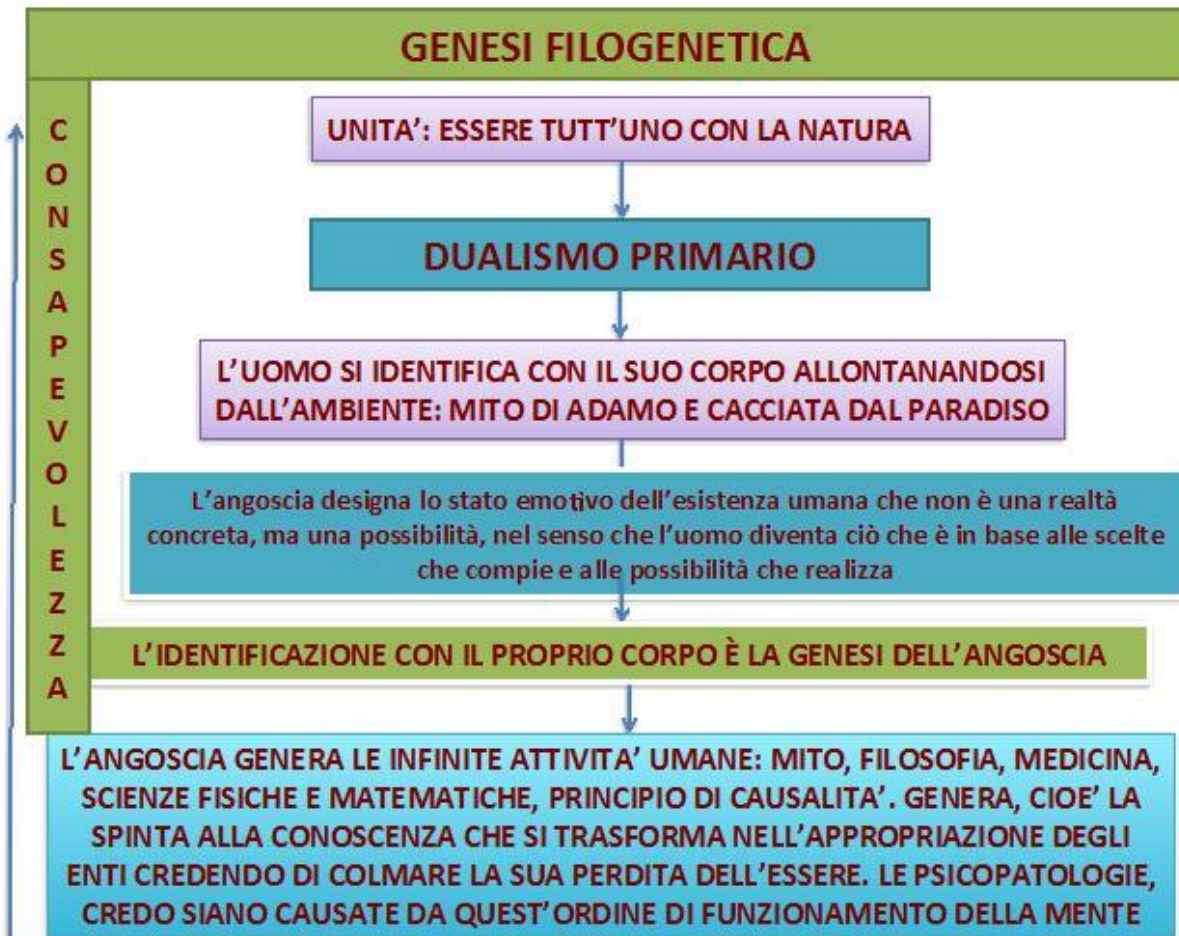 GENESI FILOGENETICA
CONSAPEVOLEZZA
UNITA’: ESSERE TUTT’UNO CON LA NATURA
DUALISMO PRIMARIO
L’UOMO SI IDENTIFICA CON IL SUO CORPO ALLONTANANDOSI
DALL’AMBIENTE: MITO DI ADAMO E CACCIATA DAL PARADISO
L’angoscia designa lo stato emotivo dell’esistenza umana che non è una realtà
concreta, ma una possibilità, nel senso che l’uomo diventa ciò che è in base alle scelte
che compie e alle possibilità che realizza
L’IDENTIFICAZIONE CON IL PROPRIO CORPO È LA GENESI DELL’ANGOSCIA
L’ANGOSCIA GENERA LE INFINITE ATTIVITA’ UMANE: MITO, FILOSOFIA, MEDICINA,
SCIENZE FISICHE E MATEMATICHE, PRINCIPIO DI CAUSALITA’. GENERA, CIOE’ LA
SPINTA ALLA CONOSCENZA CHE SI TRASFORMA NELL’APPROPRIAZIONE DEGLI
ENTI CREDENDO DI COLMARE LA SUA PERDITA DELL’ESSERE. LE PSICOPATOLOGIE,
CREDO SIANO CAUSATE DA QUEST’ORDINE DI FUNZIONAMENTO DELLA MENTE